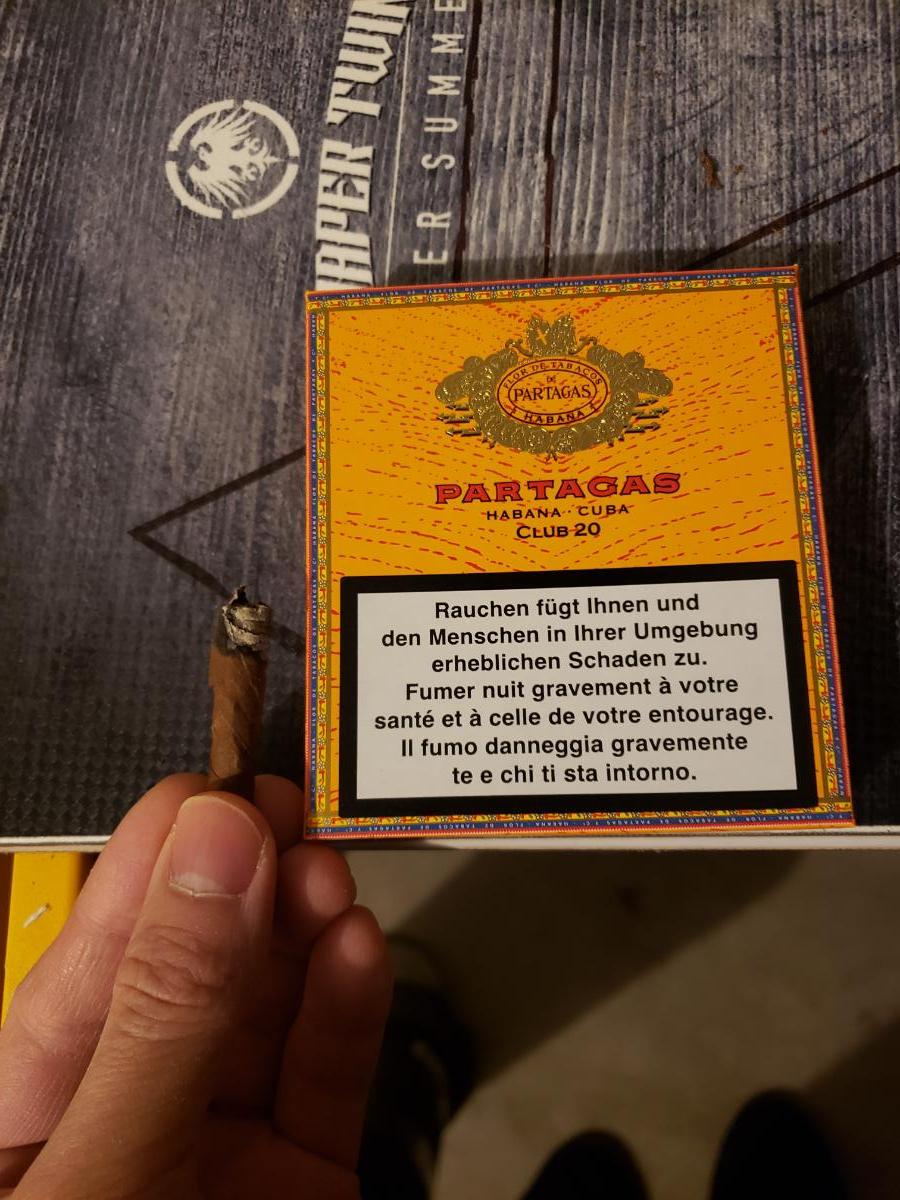 APER TWIN
ER SUMME
FLOR DE TABACOS
DE
PARTAGAS
HABANA
PARTAGAS
HABANA · CUBA
CLUB 20
Rauchen fügt Ihnen und
den Menschen in Ihrer Umgebung
erheblichen Schaden zu.
Fumer nuit gravement à votre
santé et à celle de votre entourage.
Il fumo danneggia gravemente
te e chi ti sta intorno.